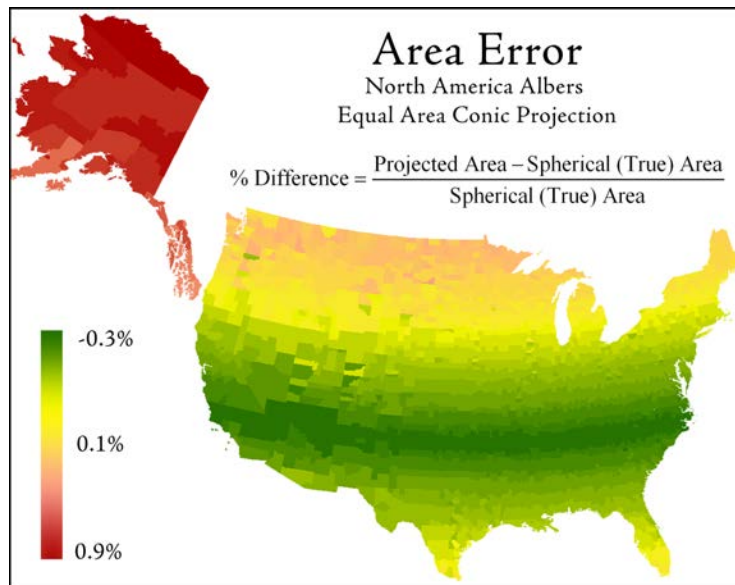 Area Error
North America Albers
Equal Area Conic Projection
% Difference = Projected Area – Spherical (True) Area
Spherical (True) Area
-0.3%
0.1%
0.9%